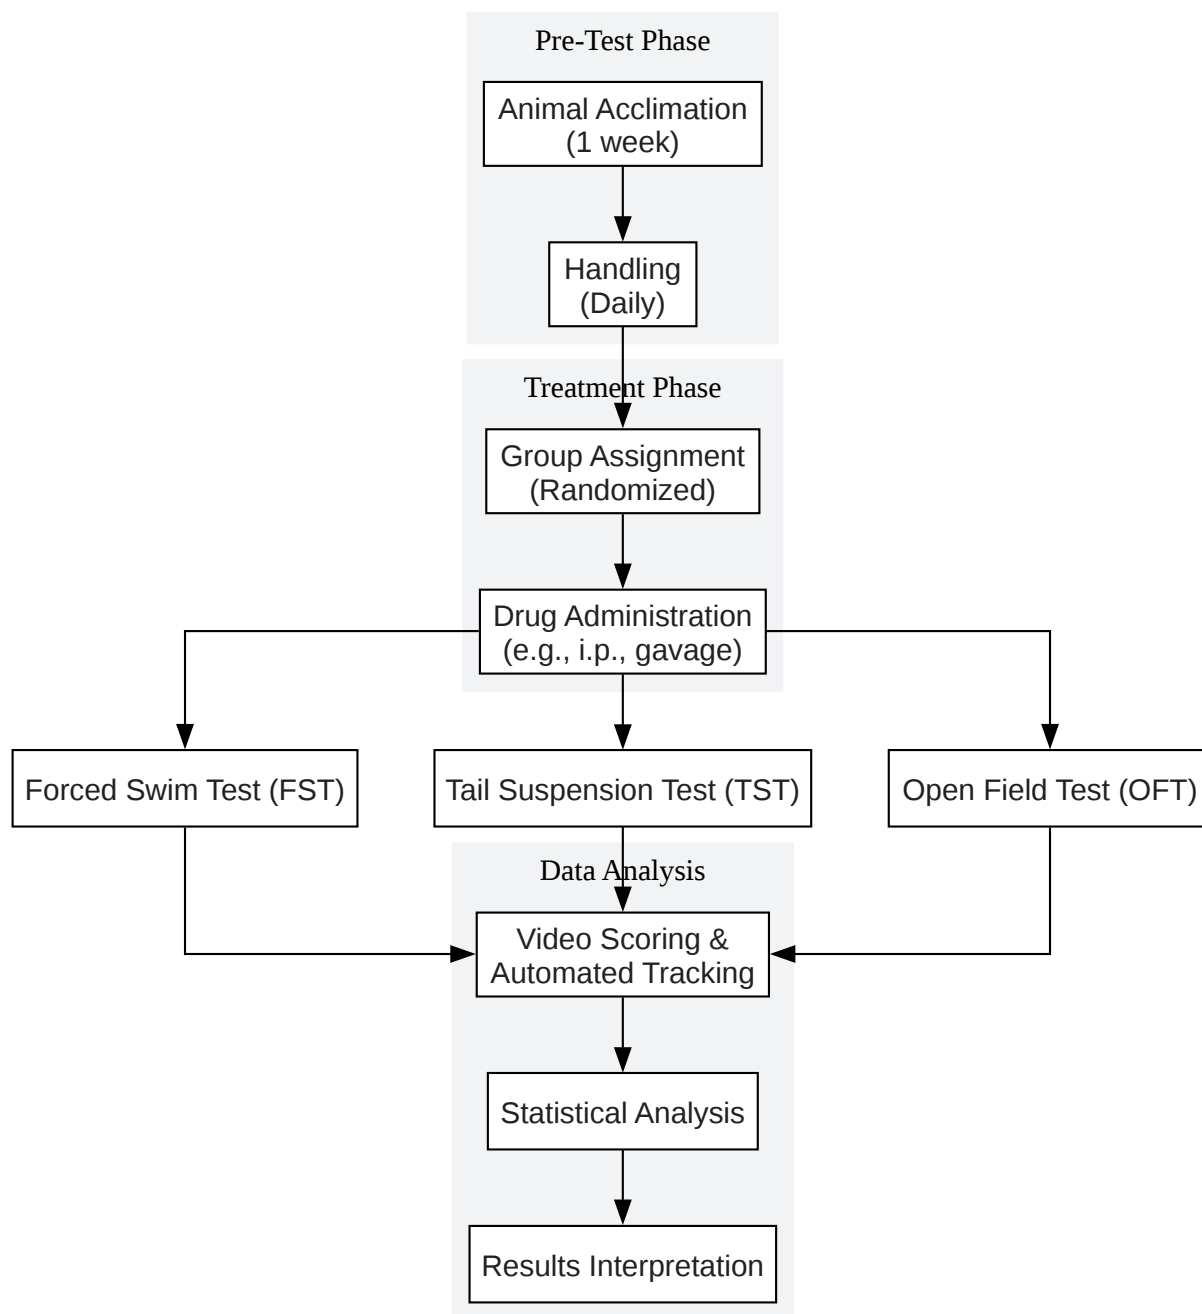 Pre-Test Phase
Animal Acclimation
(1 week)
Handling
(Daily)
Treatment Phase
Group Assignment
(Randomized)
Drug Administration
(e.g., i.p., gavage)
Forced Swim Test (FST)
Tail Suspension Test (TST)
Open Field Test (OFT)
Data Analysis
Video Scoring &
Automated Tracking
Statistical Analysis
Results Interpretation